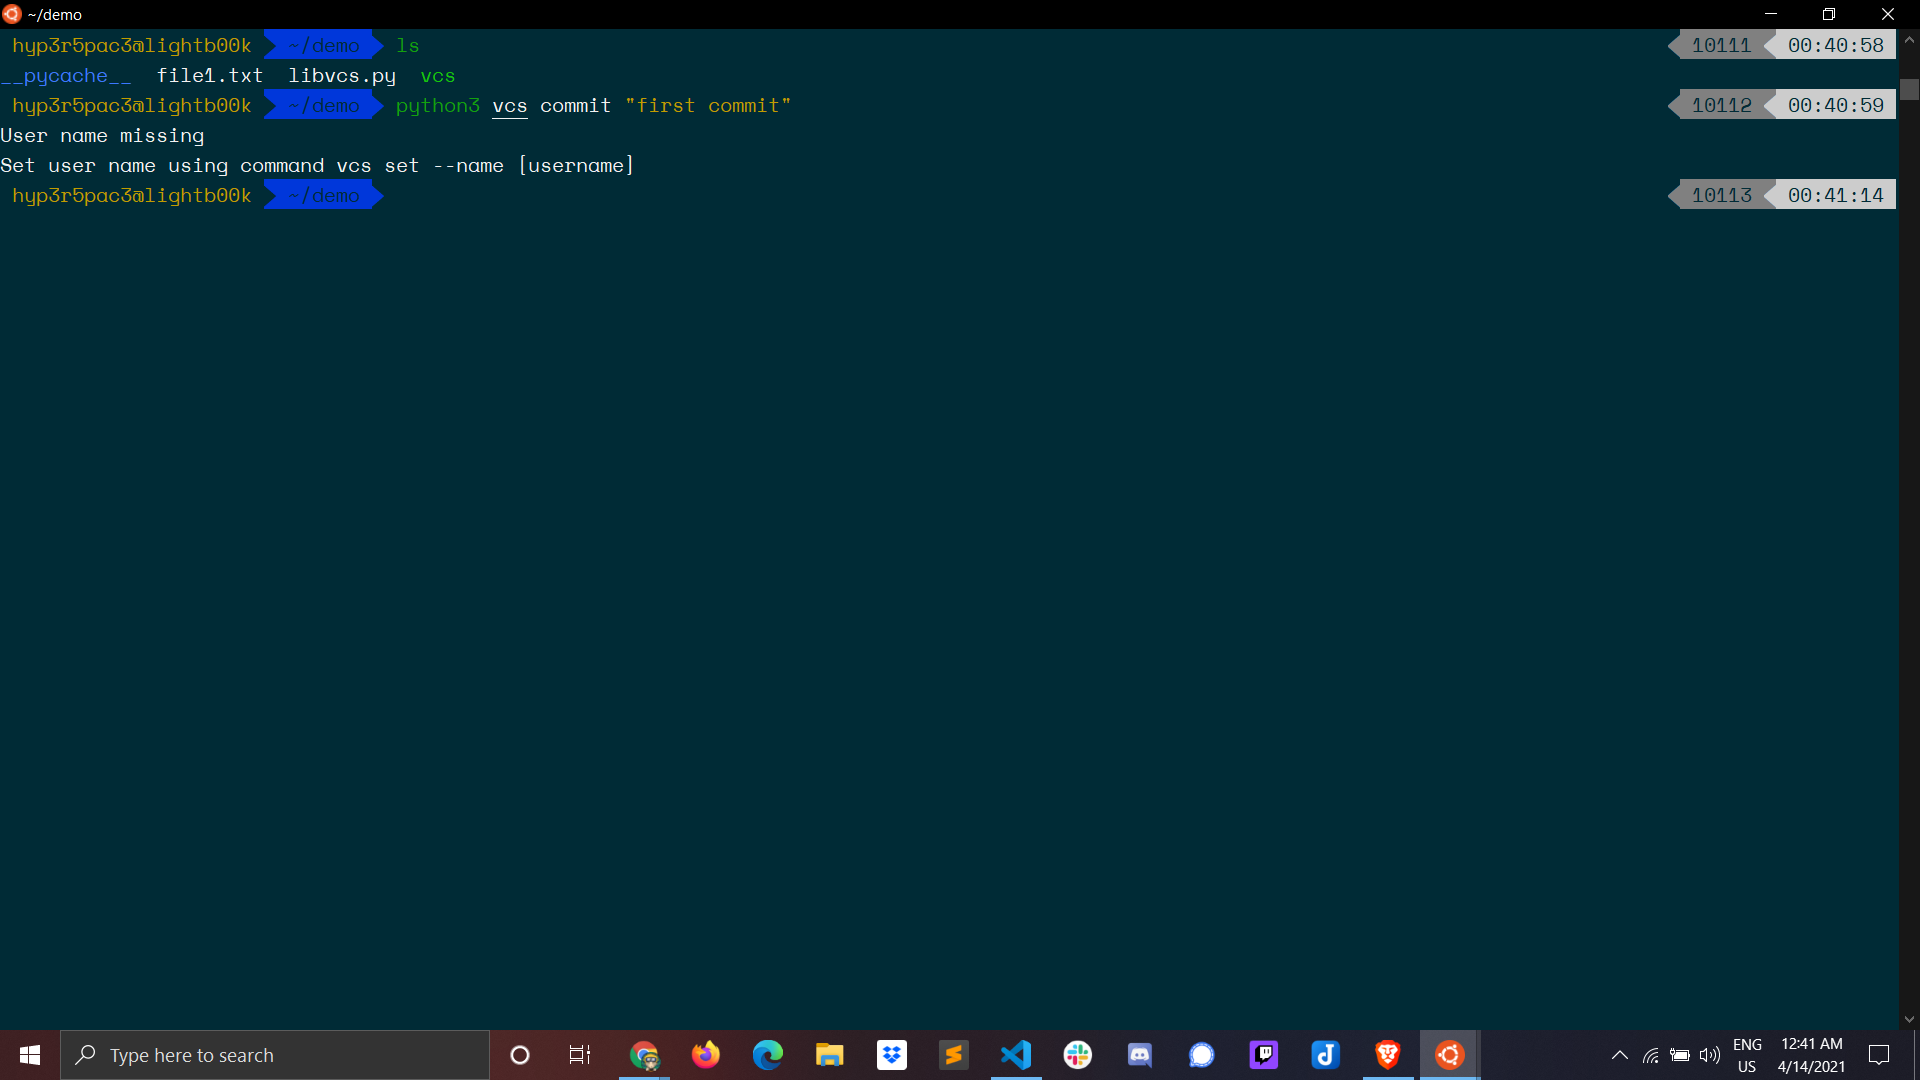 ~/demo
hyp3r5pac3@lightb00k ~/demo ls 10111 00:40:58
__pycache__ file1.txt libvcs.py vcs
hyp3r5pac3@lightb00k ~/demo python3 vcs commit "first commit" 10112 00:40:59
User name missing
Set user name using command vcs set --name [username]
hyp3r5pac3@lightb00k ~/demo 10113 00:41:14
Type here to search
ENG
US
12:41 AM
4/14/2021